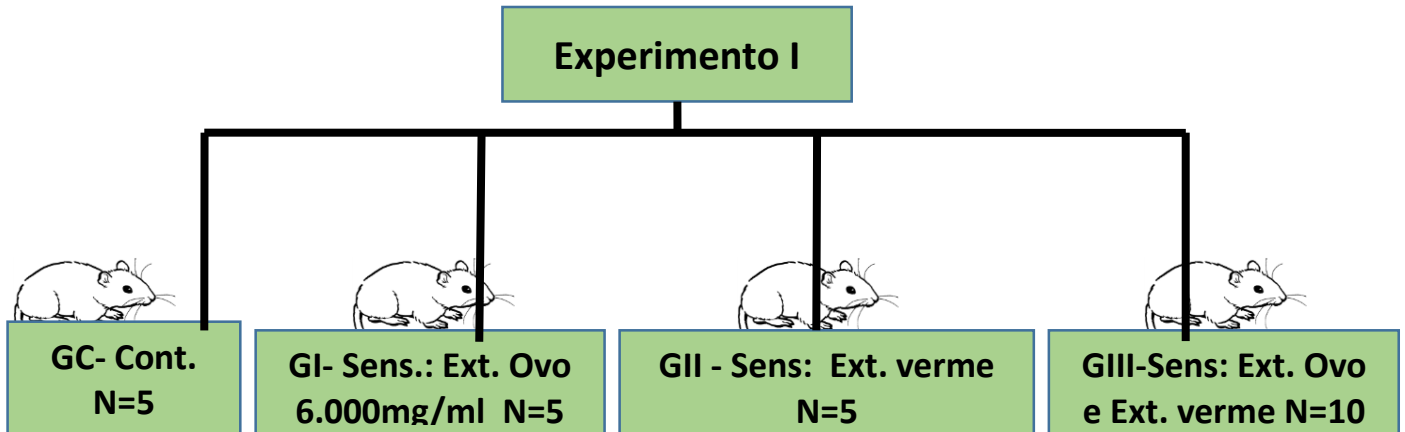 Experimento I
GC- Cont.
N=5
GI- Sens.: Ext. Ovo
6.000mg/ml N=5
GII - Sens: Ext. verme
N=5
GIII-Sens: Ext. Ovo
e Ext. verme N=10